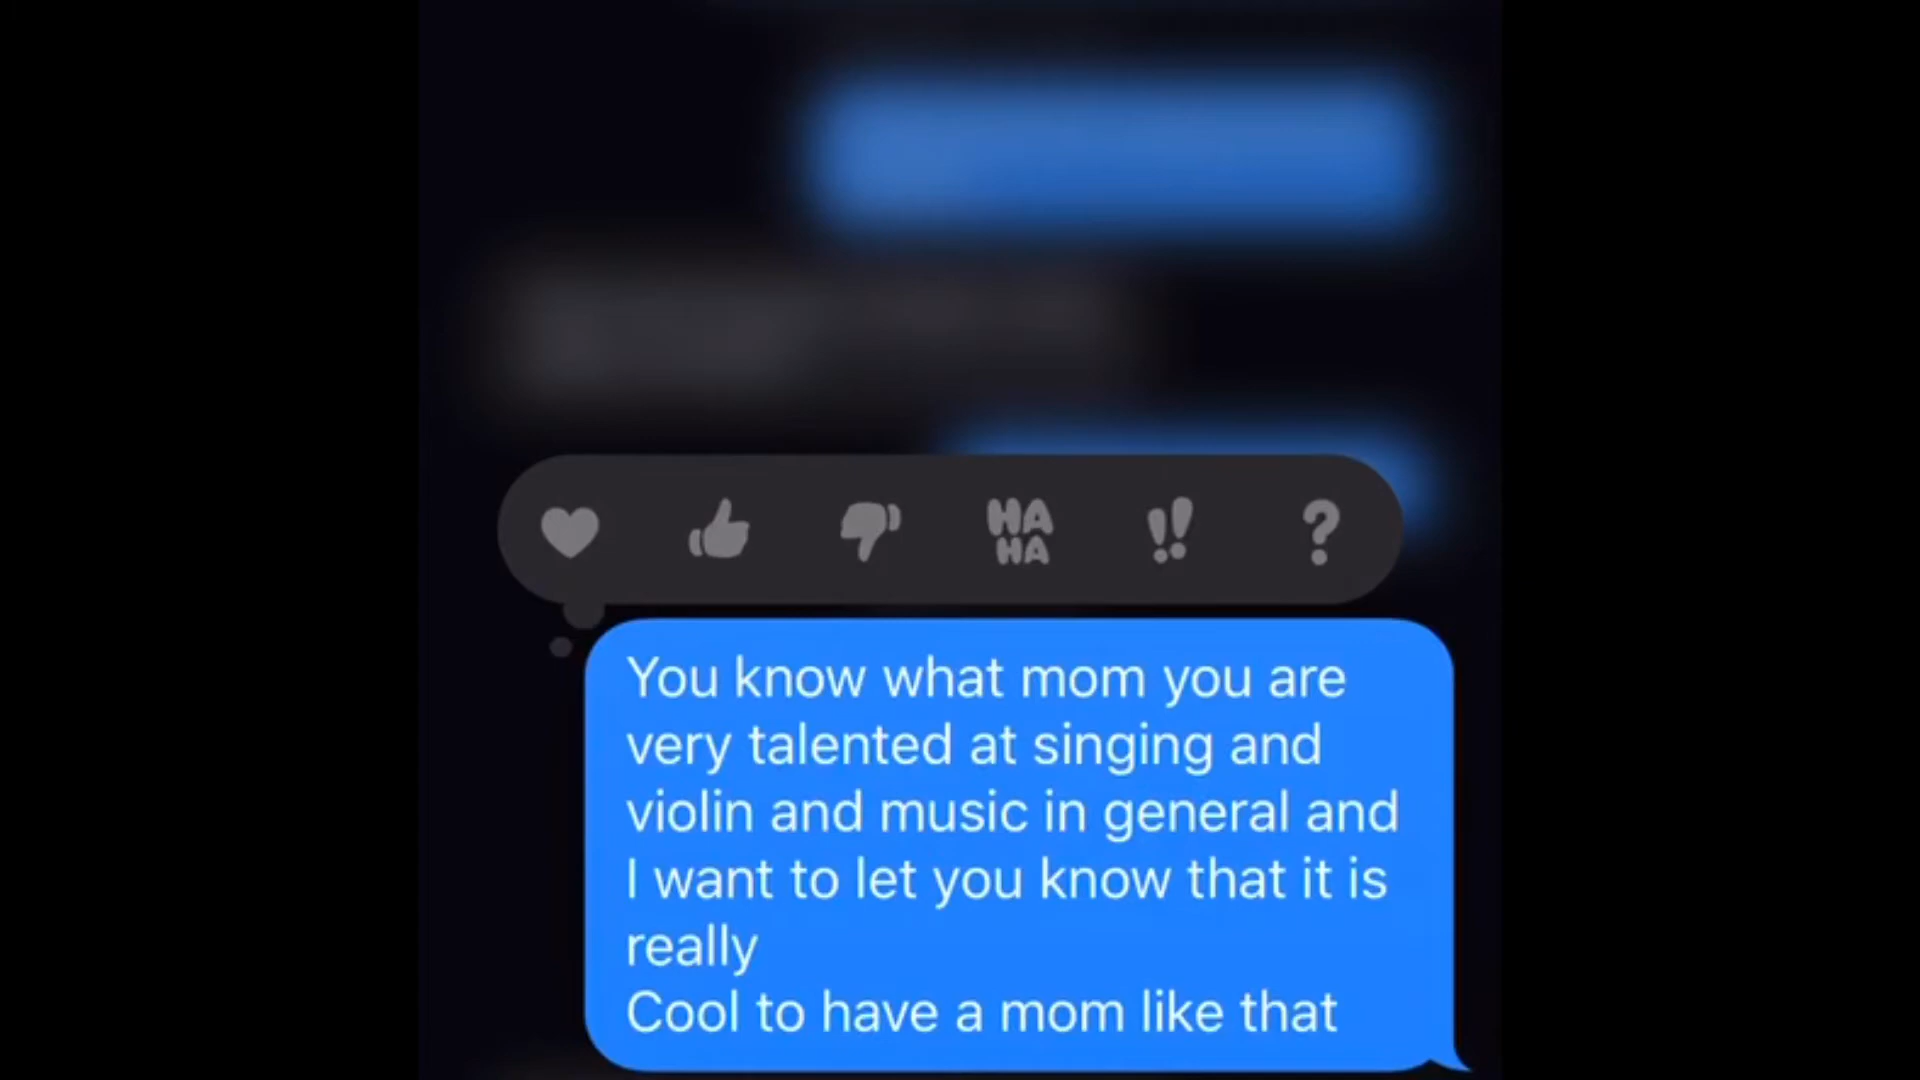 HA
HA
!!
?
You know what mom you are
very talented at singing and
violin and music in general and
I want to let you know that it is
really
Cool to have a mom like that